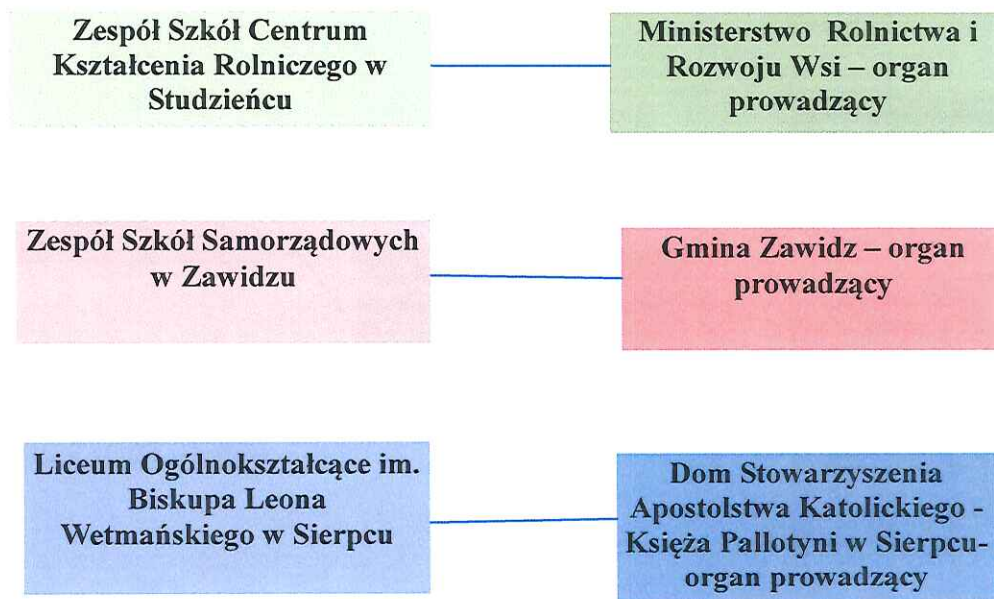 Zespół Szkół Centrum
Kształcenia Rolniczego w
Studzieńcu
Ministerstwo Rolnictwa i
Rozwoju Wsi – organ
prowadzący
Zespół Szkół Samorządowych
w Zawidzu
Gmina Zawidz – organ
prowadzący
Liceum Ogólnokształcące im.
Biskupa Leona
Wetmańskiego w Sierpcu
Dom Stowarzyszenia
Apostolstwa Katolickiego -
Księża Pallotyni w Sierpcu-
organ prowadzący